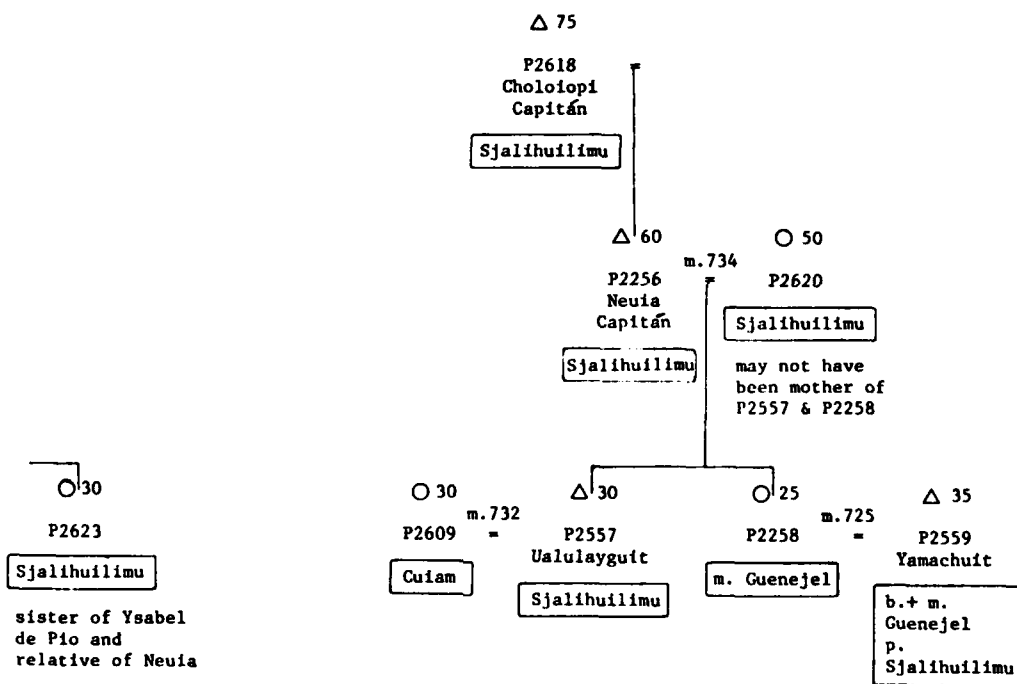 △ 75
P2618
Choloiopi
Capitán
=
Sjalihuilimu
△ 60
P2256
Neuia
Capitán
Sjalihuilimu
m.734
=
○ 50
P2620
Sjalihuilimu
may not have
been mother of
P2557 & P2258
○ 30
P2623
Sjalihuilimu
sister of Ysabel
de Pio and
relative of Neuia
○ 30
P2609
Cuiam
m.732
=
△ 30
P2557
Ualulayguit
Sjalihuilimu
○ 25
P2258
m. Guenejel
m.725
=
△ 35
P2559
Yamachuit
b.+ m.
Guenejel
p.
Sjalihuilimu